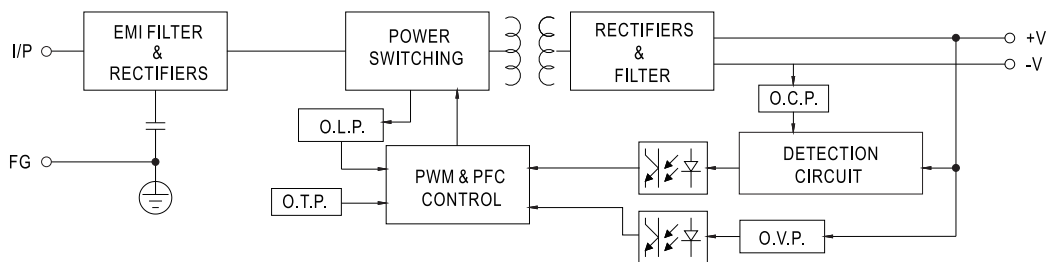 I/P
EMI FILTER
&
RECTIFIERS
POWER
SWITCHING
RECTIFIERS
&
FILTER
+V
-V
O.C.P.
O.L.P.
FG
PWM & PFC
CONTROL
DETECTION
CIRCUIT
O.T.P.
O.V.P.